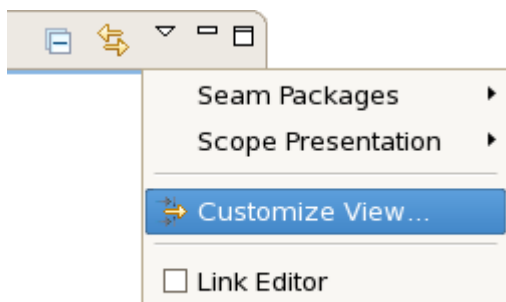 Seam Packages
Scope Presentation
Customize View...
Link Editor